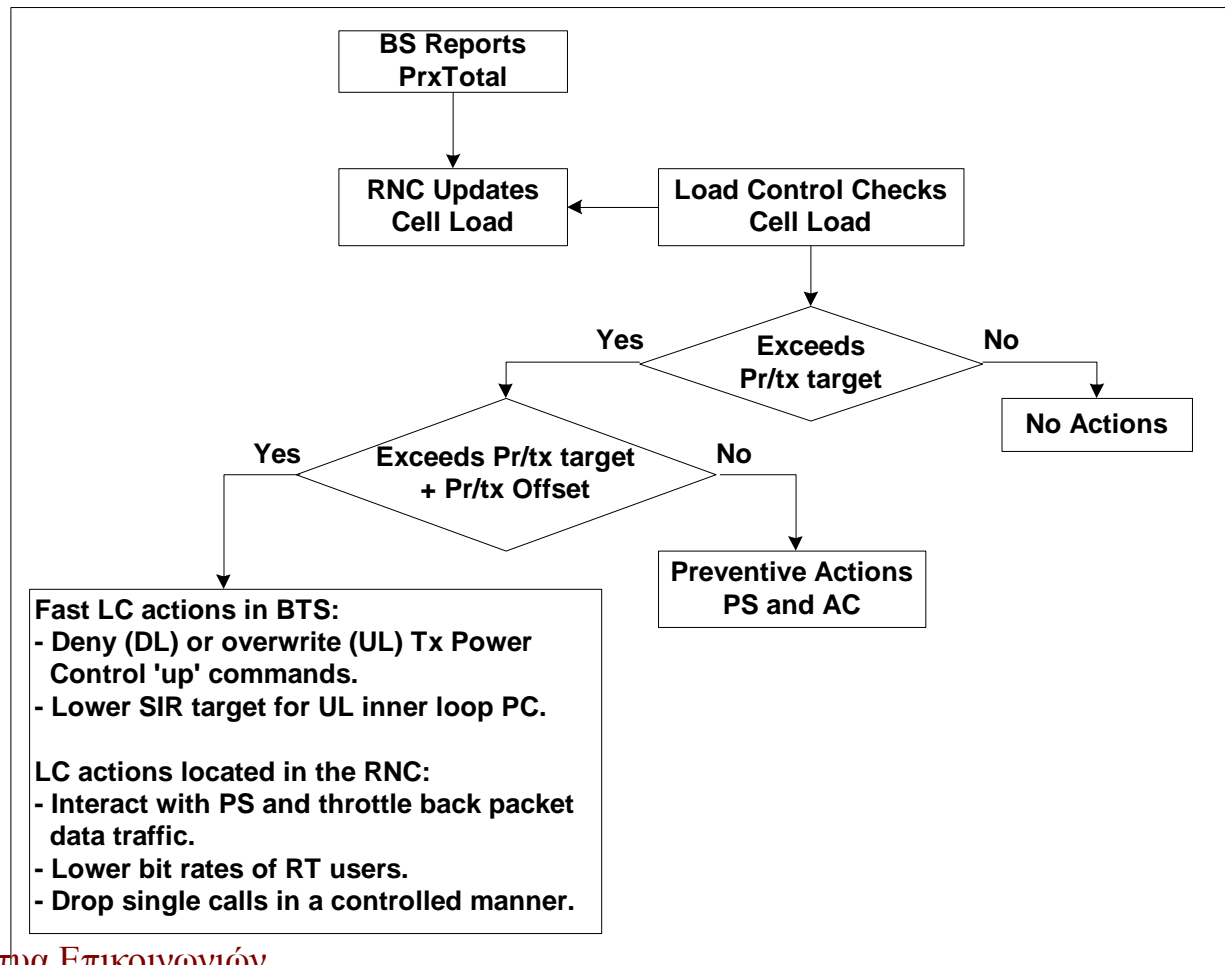 BS Reports
PrxTotal
RNC Updates
Cell Load
Load Control Checks
Cell Load
Yes
Exceeds
Pr/tx target
No
No Actions
Yes
Exceeds Pr/tx target
+ Pr/tx Offset
No
Preventive Actions
PS and AC
Fast LC actions in BTS:
- Deny (DL) or overwrite (UL) Tx Power
Control 'up' commands.
- Lower SIR target for UL inner loop PC.
LC actions located in the RNC:
- Interact with PS and throttle back packet
data traffic.
- Lower bit rates of RT users.
- Drop single calls in a controlled manner.
Επικοινωνιών